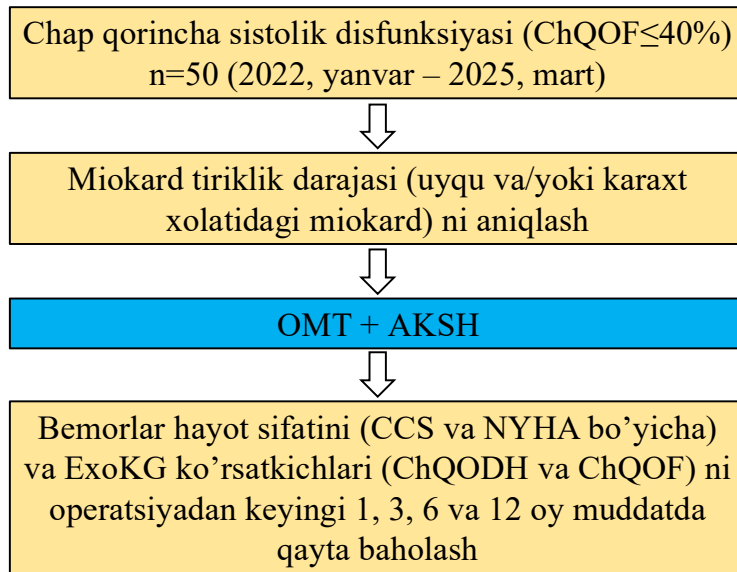 Chap qorincha sistolik disfunksiyasi (ChQOF≤40%)
n=50 (2022, yanvar – 2025, mart)
Miokard tiriklik darajasi (uyqu va/yoki karaxt
xolatidagi miokard) ni aniqlash
OMT + AKSH
Bemorlar hayot sifatini (CCS va NYHA bo’yicha)
va ExoKG ko’rsatkichlari (ChQODH va ChQOF) ni
operatsiyadan keyingi 1, 3, 6 va 12 oy muddatda
qayta baholash